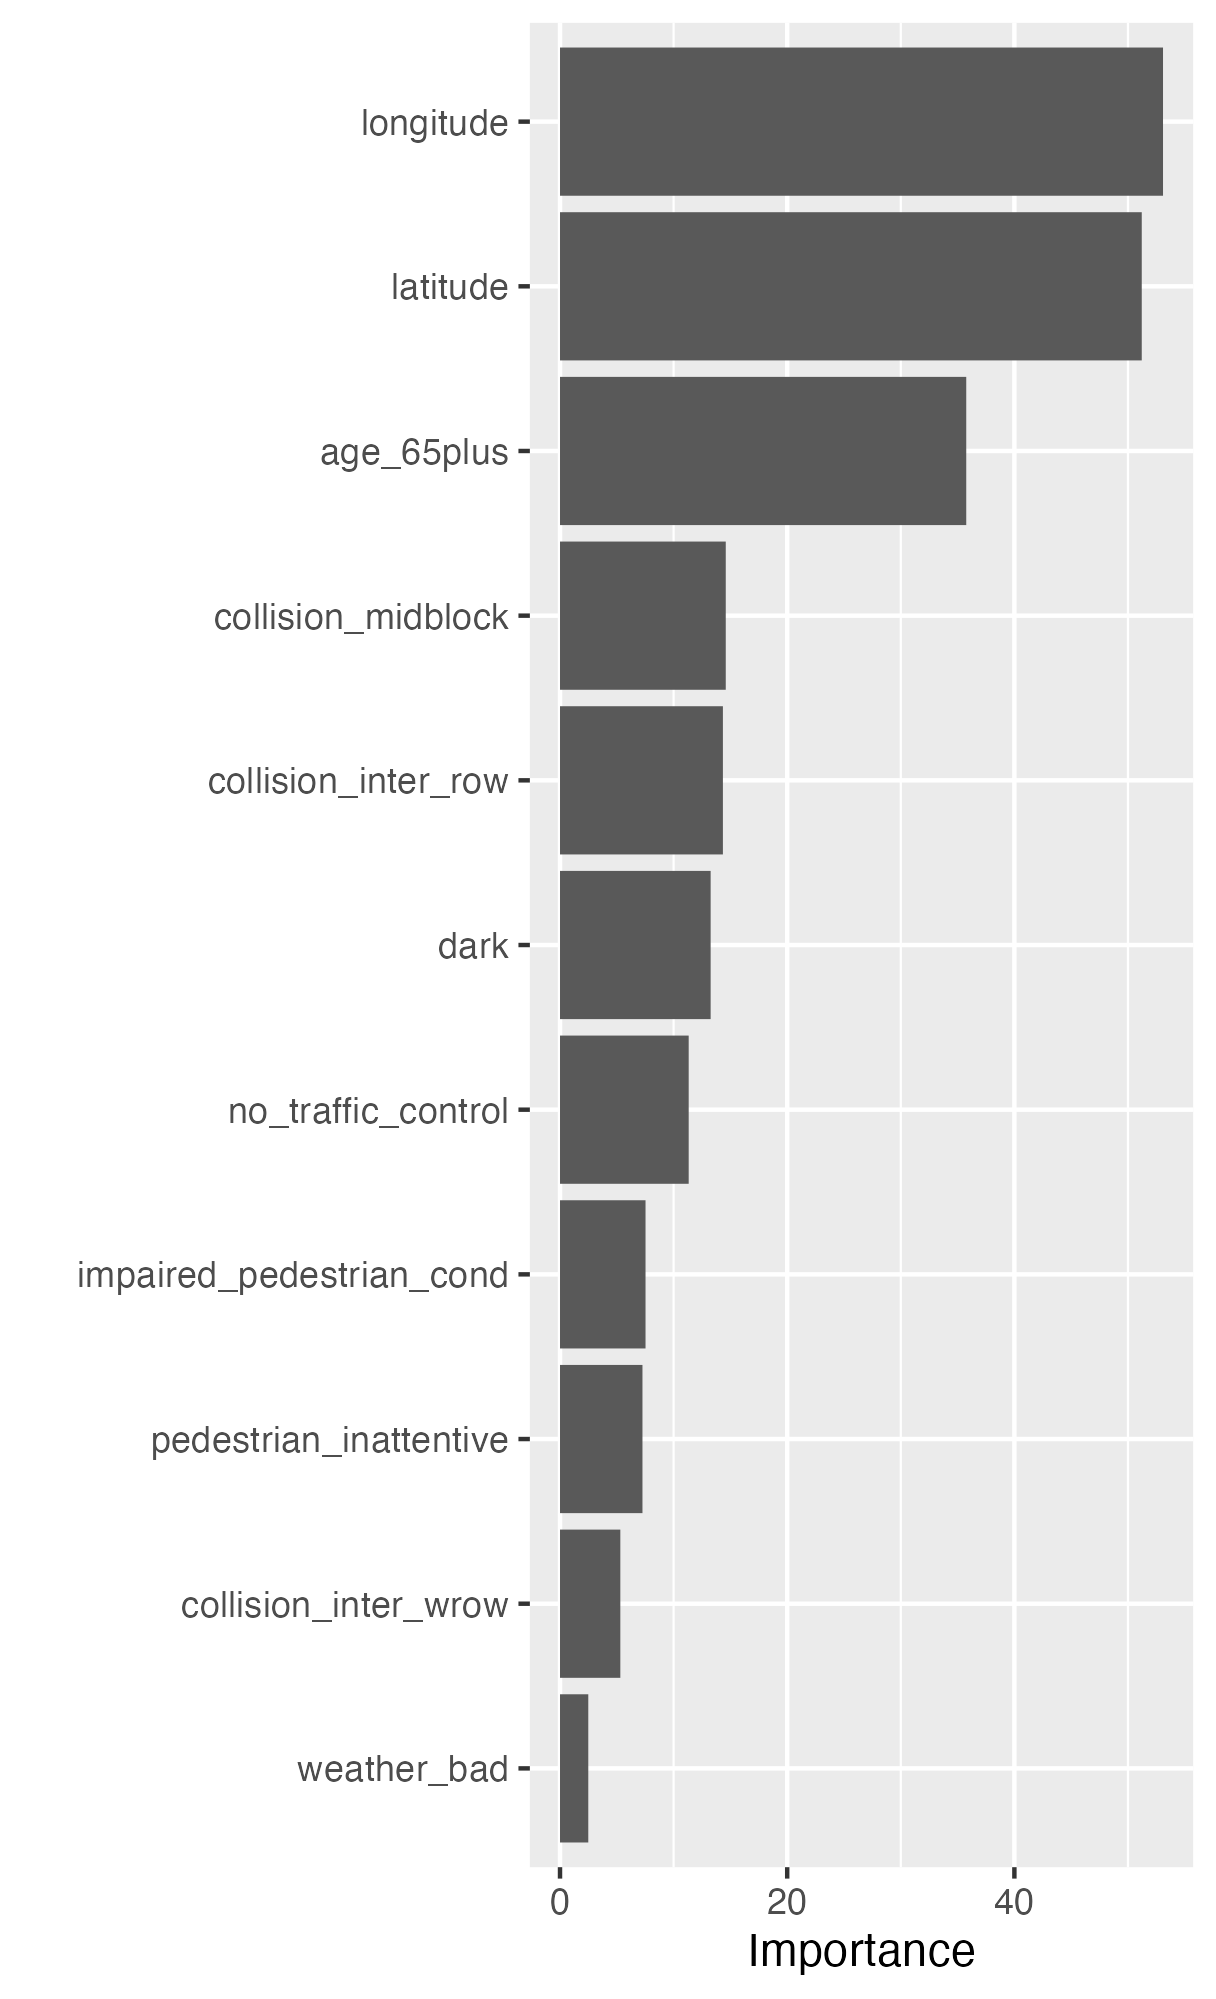 longitude
latitude
age_65plus
collision_midblock
collision_inter_row
dark
no_traffic_control
impaired_pedestrian_cond
pedestrian_inattentive
collision_inter_wrow
weather_bad
0 20 40
Importance